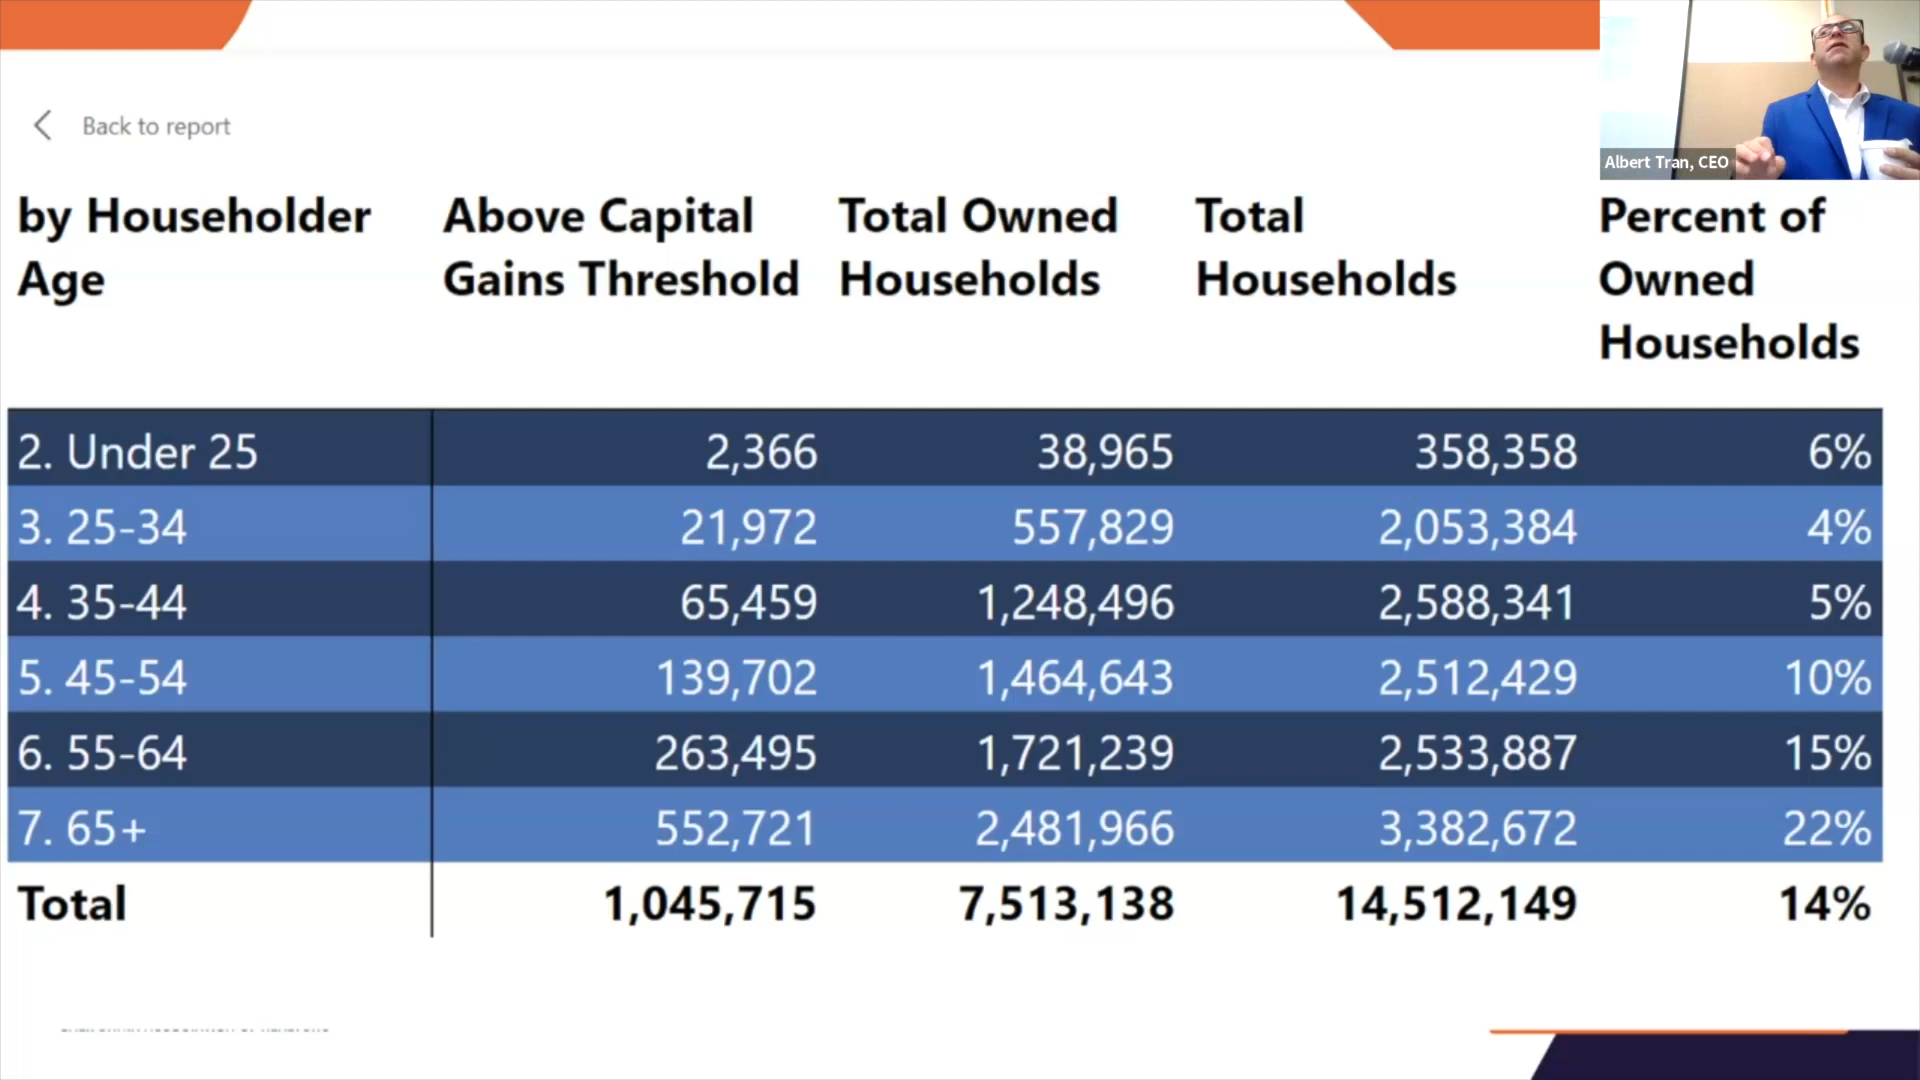 Back to report
Albert Tran, CEO
by Householder Age Above Capital Gains Threshold Total Owned Households Total Households Percent of Owned Households
2. Under 25 2,366 38,965 358,358 6%
3. 25-34 21,972 557,829 2,053,384 4%
4. 35-44 65,459 1,248,496 2,588,341 5%
5. 45-54 139,702 1,464,643 2,512,429 10%
6. 55-64 263,495 1,721,239 2,533,887 15%
7. 65+ 552,721 2,481,966 3,382,672 22%
Total 1,045,715 7,513,138 14,512,149 14%